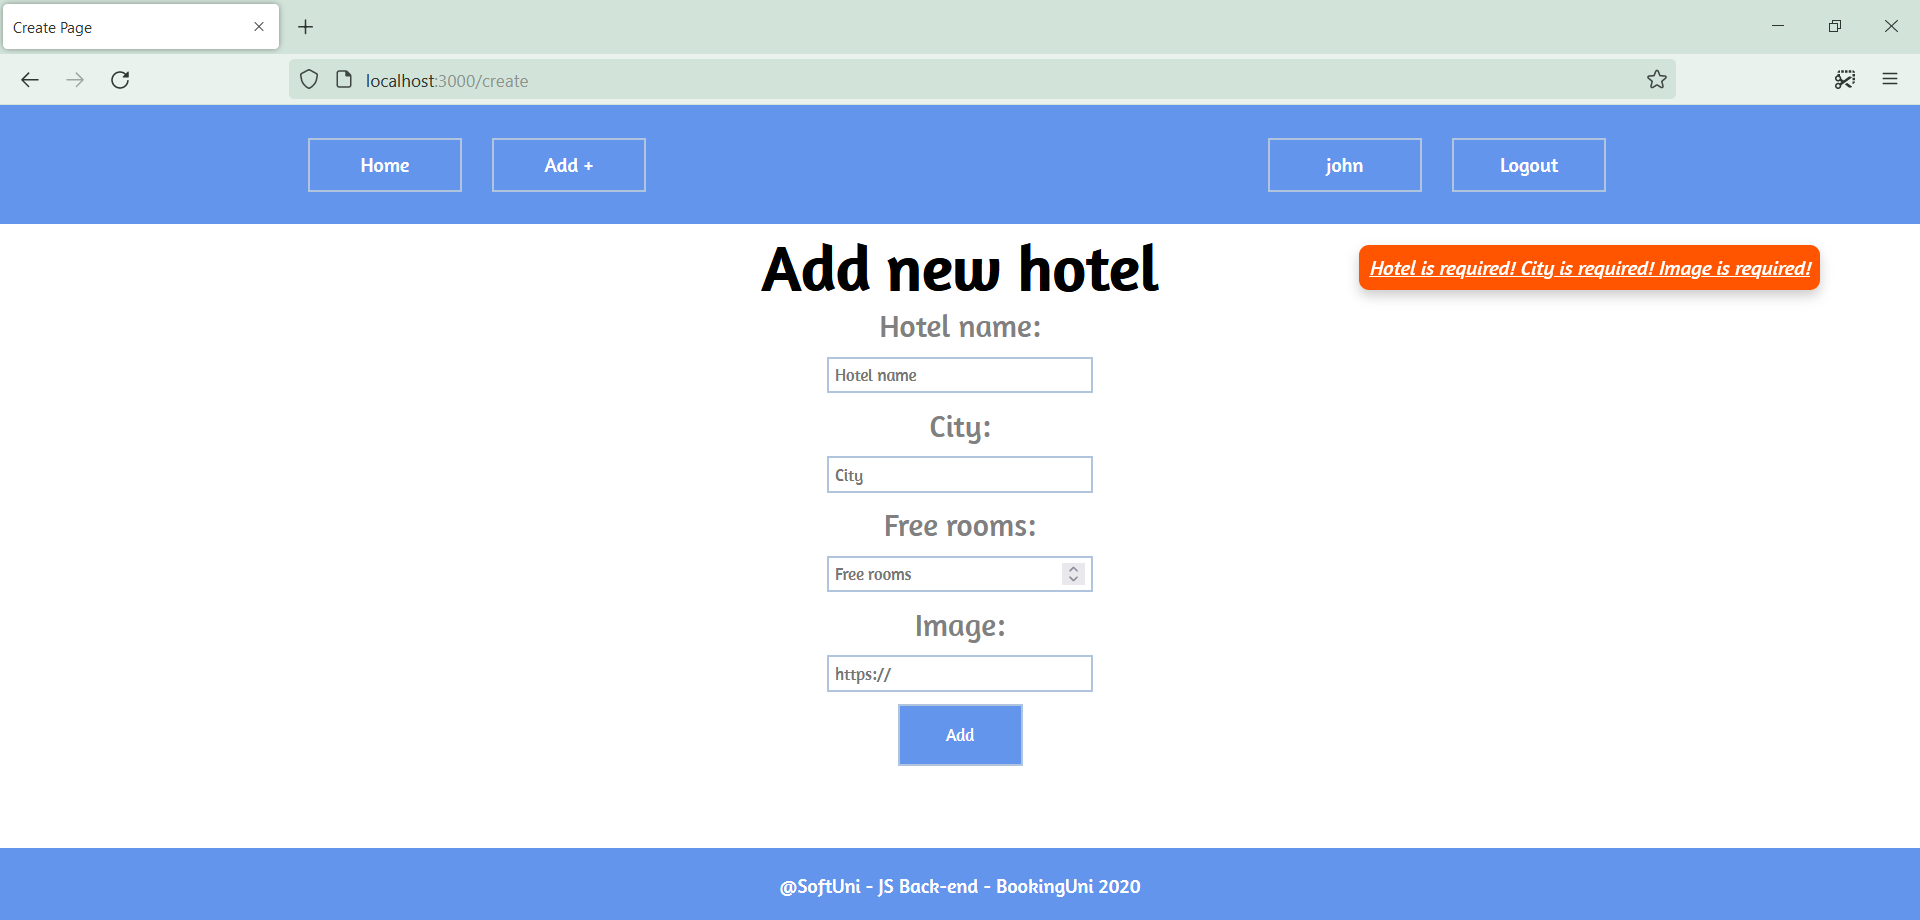 Create Page
localhost:3000/create
Home
Add +
john
Logout
Add new hotel
Hotel is required! City is required! Image is required!
Hotel name:
Hotel name
City:
City
Free rooms:
Free rooms
Image:
https://
Add
@SoftUni - JS Back-end - BookingUni 2020